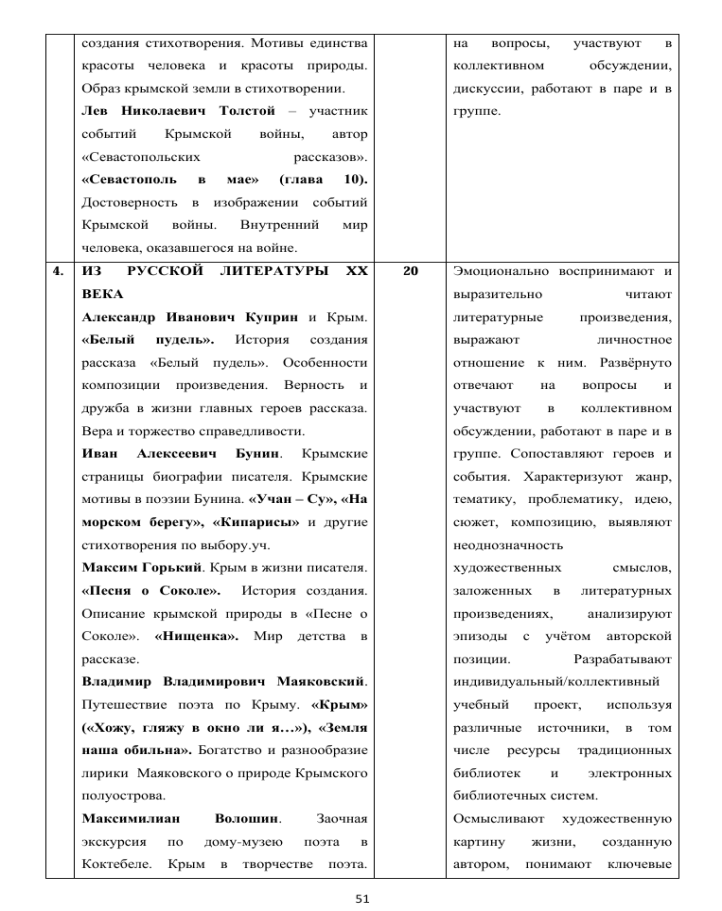 создания стихотворения. Мотивы единства
красоты человека и красоты природы.
Образ крымской земли в стихотворении.
Лев Николаевич Толстой – участник
событий Крымской войны, автор
«Севастопольских рассказов».
«Севастополь в мае» (глава 10).
Достоверность в изображении событий
Крымской войны. Внутренний мир
человека, оказавшегося на войне.
на вопросы, участвуют в
коллективном обсуждении,
дискуссии, работают в паре и в
группе.
4.
ИЗ РУССКОЙ ЛИТЕРАТУРЫ XX
ВЕКА
Александр Иванович Куприн и Крым.
«Белый пудель». История создания
рассказа «Белый пудель». Особенности
композиции произведения. Верность и
дружба в жизни главных героев рассказа.
Вера и торжество справедливости.
Иван Алексеевич Бунин. Крымские
страницы биографии писателя. Крымские
мотивы в поэзии Бунина. «Учан – Су», «На
морском берегу», «Кипарисы» и другие
стихотворения по выбору.уч.
Максим Горький. Крым в жизни писателя.
«Песня о Соколе». История создания.
Описание крымской природы в «Песне о
Соколе». «Нищенка». Мир детства в
рассказе.
Владимир Владимирович Маяковский.
Путешествие поэта по Крыму. «Крым»
(«Хожу, гляжу в окно ли я…»), «Земля
наша обильна». Богатство и разнообразие
лирики Маяковского о природе Крымского
полуострова.
Максимилиан Волошин. Заочная
экскурсия по дому-музею поэта в
Коктебеле. Крым в творчестве поэта.
20
Эмоционально воспринимают и
выразительно читают
литературные произведения,
выражают личностное
отношение к ним. Развёрнуто
отвечают на вопросы и
участвуют в коллективном
обсуждении, работают в паре и в
группе. Сопоставляют героев и
события. Характеризуют жанр,
тематику, проблематику, идею,
сюжет, композицию, выявляют
неоднозначность
художественных смыслов,
заложенных в литературных
произведениях, анализируют
эпизоды с учётом авторской
позиции. Разрабатывают
индивидуальный/коллективный
учебный проект, используя
различные источники, в том
числе ресурсы традиционных
библиотек и электронных
библиотечных систем.
Осмысливают художественную
картину жизни, созданную
автором, понимают ключевые
51